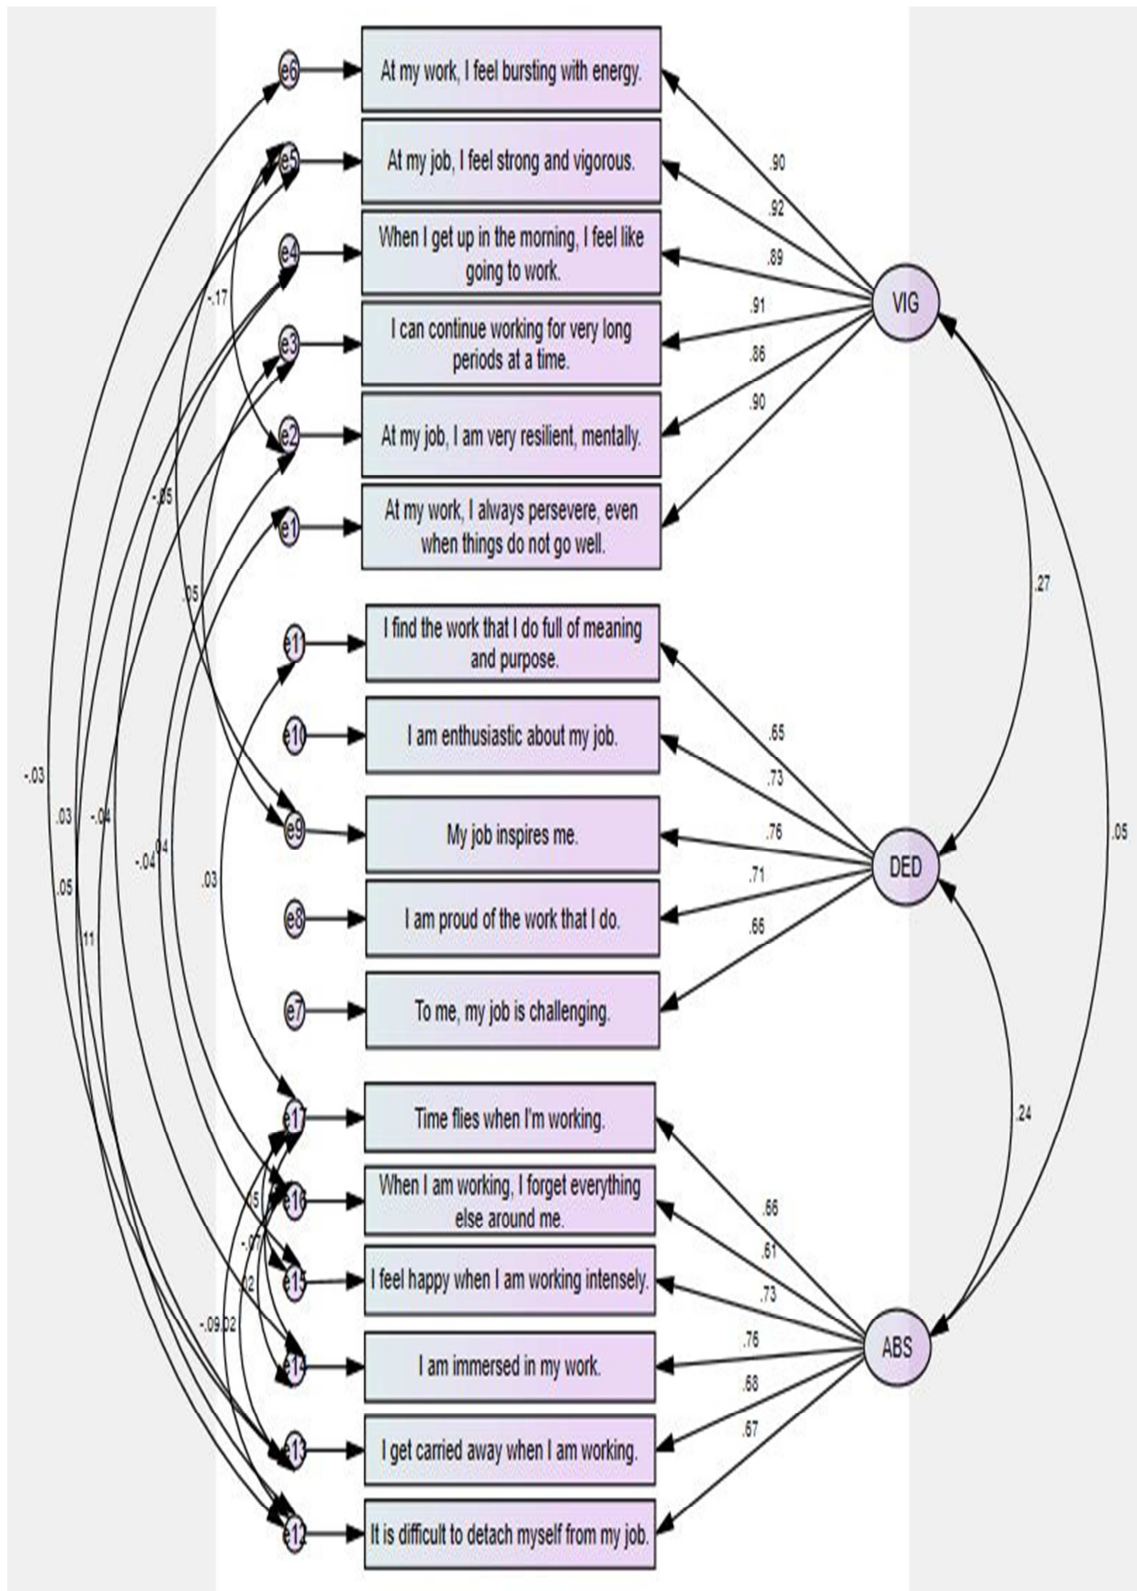 e6
At my work, I feel bursting with energy.
e5
At my job, I feel strong and vigorous.
e4
When I get up in the morning, I feel like
going to work.
e3
I can continue working for very long
periods at a time.
e2
At my job, I am very resilient, mentally.
e1
At my work, I always persevere, even
when things do not go well.
.90
.92
.89
.91
.86
.90
VIG
-.17
-.05
.05
e11
I find the work that I do full of meaning
and purpose.
e10
I am enthusiastic about my job.
e9
My job inspires me.
e8
I am proud of the work that I do.
e7
To me, my job is challenging.
.65
.73
.76
.71
.66
DED
.27
.05
.24
-.03
.03
-.04
.05
-.04
.04
.03
.11
e17
Time flies when I'm working.
e16
When I am working, I forget everything
else around me.
e15
I feel happy when I am working intensely.
e14
I am immersed in my work.
e13
I get carried away when I am working.
e12
It is difficult to detach myself from my job.
.66
.61
.73
.76
.68
.67
ABS
-.07
-.09
.02